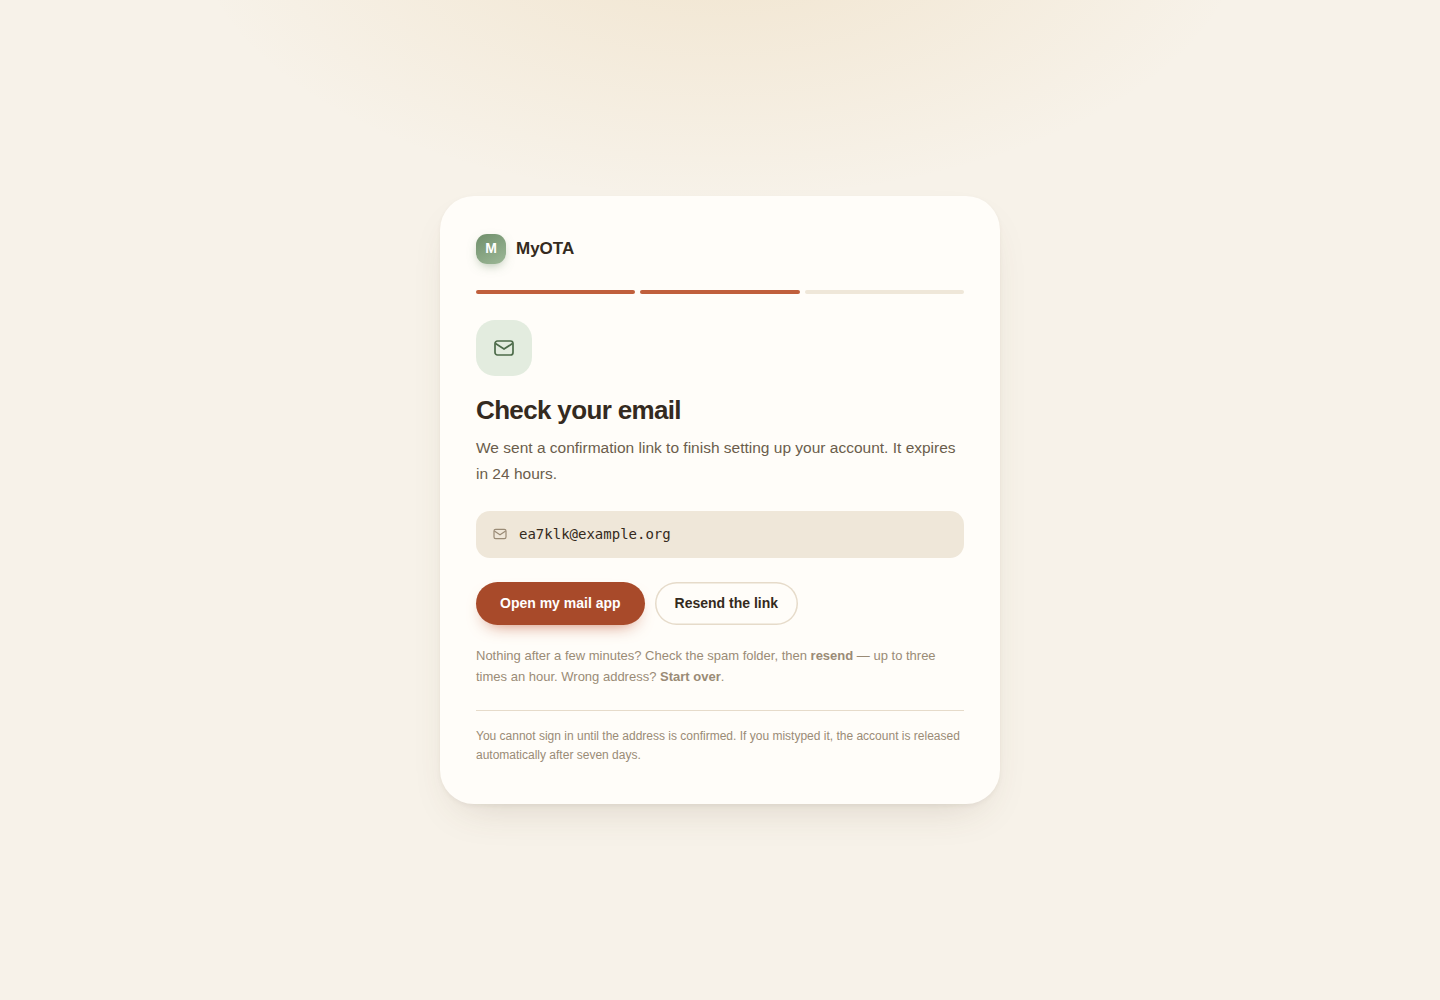 M MyOTA
Check your email
We sent a confirmation link to finish setting up your account. It expires
in 24 hours.
ea7klk@example.org
Open my mail app Resend the link
Nothing after a few minutes? Check the spam folder, then resend — up to three
times an hour. Wrong address? Start over.
You cannot sign in until the address is confirmed. If you mistyped it, the account is released
automatically after seven days.